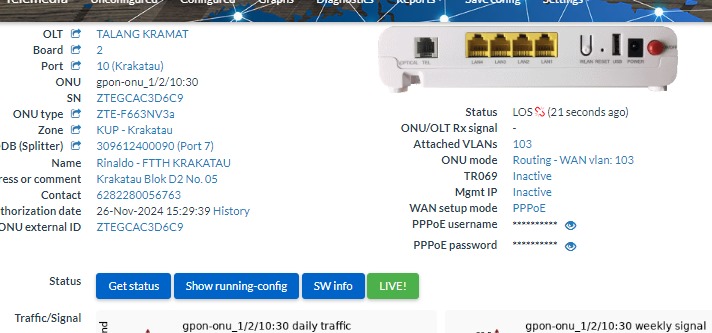 Telemedia Unconfigured Configured Graphs Diagnostics Reports Save config Settings
OLT TALANG KRAMAT
Board 2
Port 10 (Krakatau)
ONU gpon-onu_1/2/10:30
SN ZTEGCAC3D6C9
ONU type ZTE-F663NV3a
Zone KUP - Krakatau
ODB (Splitter) 309612400090 (Port 7)
Name Rinaldo - FTTH KRAKATAU
ress or comment Krakatau Blok D2 No. 05
Contact 6282280056763
thorization date 26-Nov-2024 15:29:39 History
ONU external ID ZTEGCAC3D6C9
OPTICAL TEL LAN4 LAN3 LAN2 LAN1 WLAN RESET USB POWER
Status LOS (21 seconds ago)
ONU/OLT Rx signal -
Attached VLANs 103
ONU mode Routing - WAN vlan: 103
TR069 Inactive
Mgmt IP Inactive
WAN setup mode PPPoE
PPPoE username **********
PPPoE password **********
Status Get status Show running-config SW info LIVE!
Traffic/Signal
gpon-onu_1/2/10:30 daily traffic
gpon-onu_1/2/10:30 weekly signal